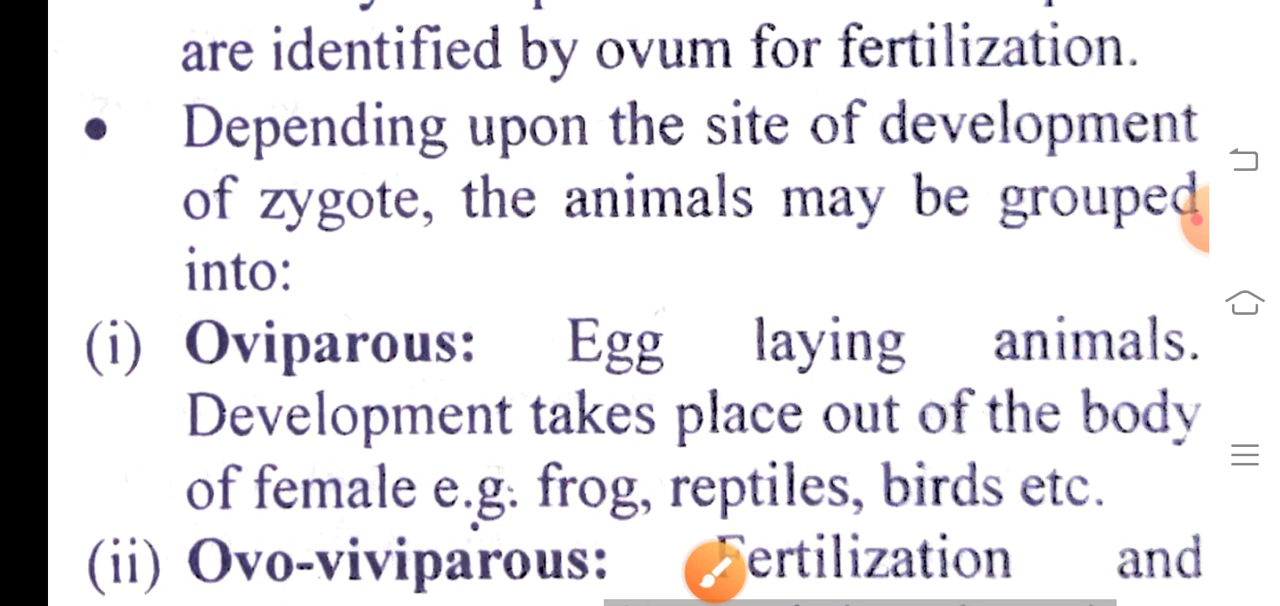 are identified by ovum for fertilization.
• Depending upon the site of development
of zygote, the animals may be grouped
into:
(i) Oviparous: Egg laying animals.
Development takes place out of the body
of female e.g. frog, reptiles, birds etc.
(ii) Ovo-viviparous: Fertilization and